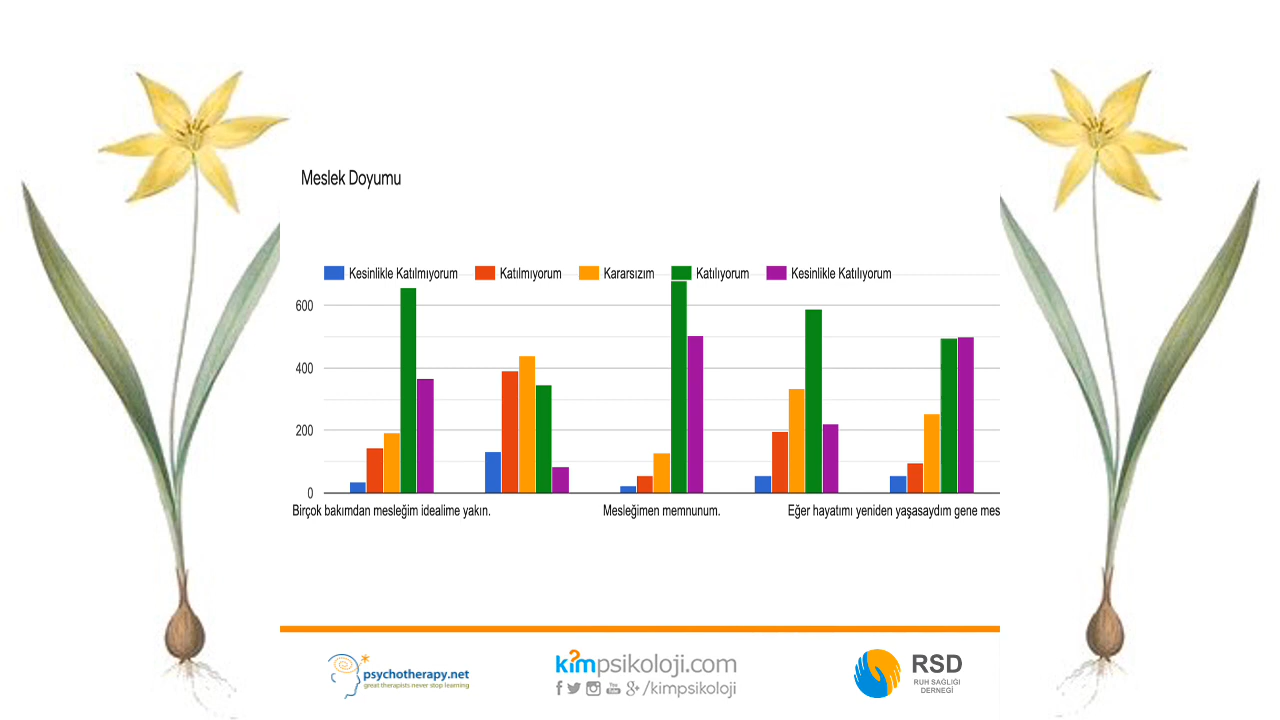 Meslek Doyumu
Kesinlikle Katılmıyorum Katılmıyorum Kararsızım Katılıyorum Kesinlikle Katılıyorum
600
400
200
0
Birçok bakımdan mesleğim idealime yakın. Mesleğimen memnunum. Eğer hayatımı yeniden yaşasaydım gene mes
psychotherapy.net
great therapists never stop learning
kimpsikoloji.com
You Tube g+ /kimpsikoloji
RSD
RUH SAĞLIĞI
DERNEĞİ